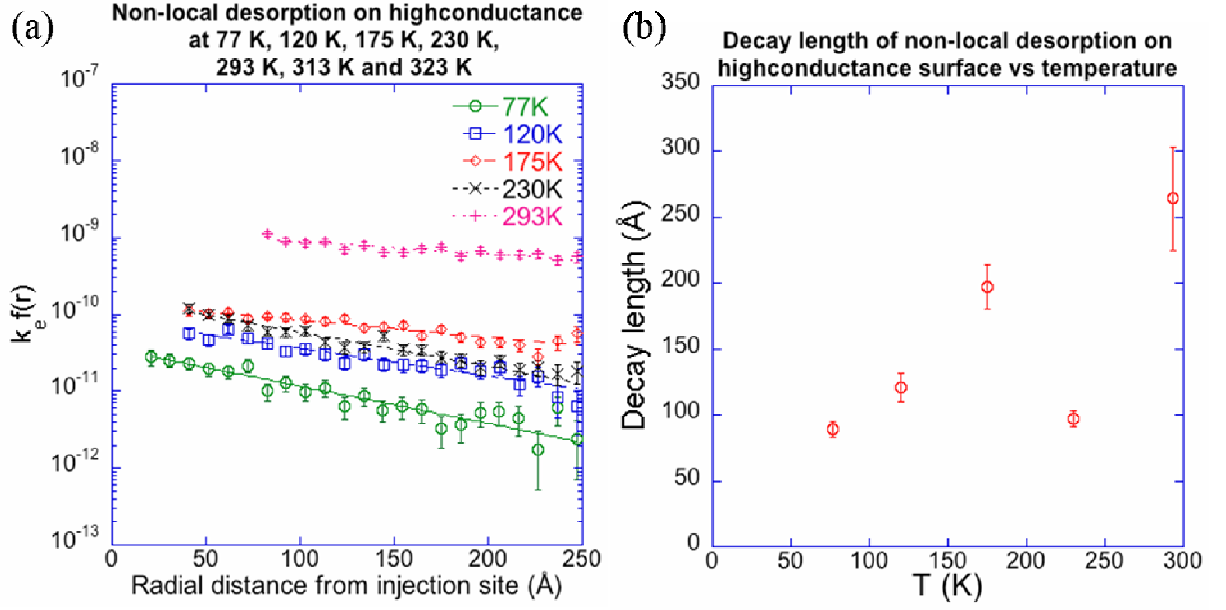 (a)
Non-local desorption on highconductance
at 77 K, 120 K, 175 K, 230 K,
293 K, 313 K and 323 K
10-7
10-8
10-9
10-10
10-11
10-12
10-13
kef(r)
77K
120K
175K
230K
293K
0 50 100 150 200 250
Radial distance from injection site (Å)
(b)
Decay length of non-local desorption on
highconductance surface vs temperature
350
300
250
200
150
100
50
0
Decay length (Å)
0 50 100 150 200 250 300
T (K)